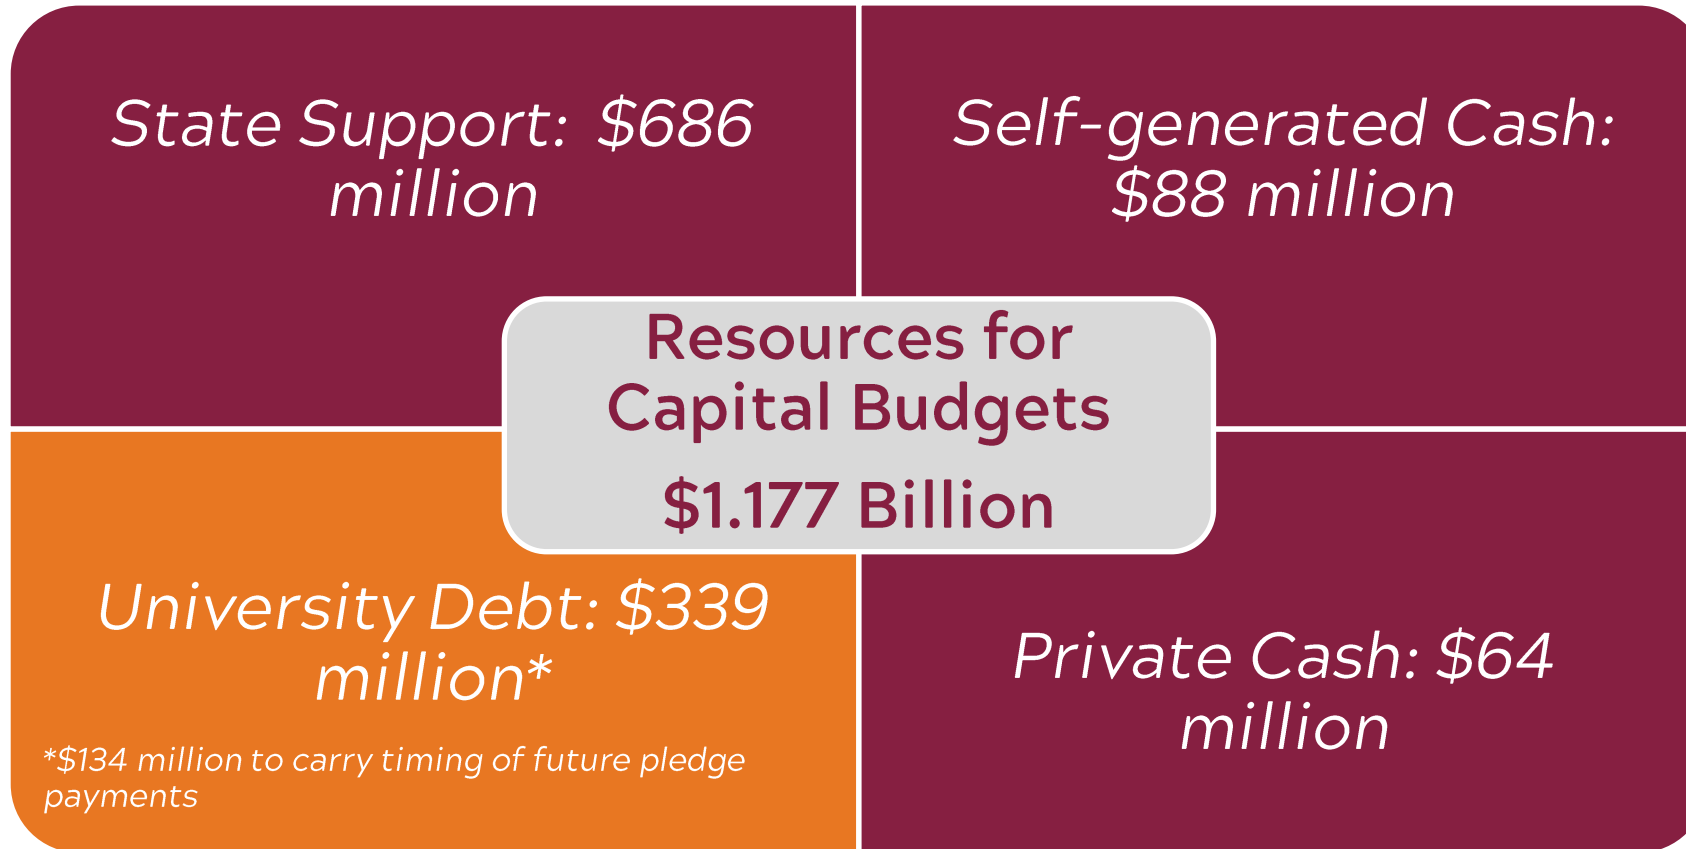 State Support: $686
million
Self-generated Cash:
$88 million
Resources for
Capital Budgets
$1.177 Billion
University Debt: $339
million*
*$134 million to carry timing of future pledge
payments
Private Cash: $64
million